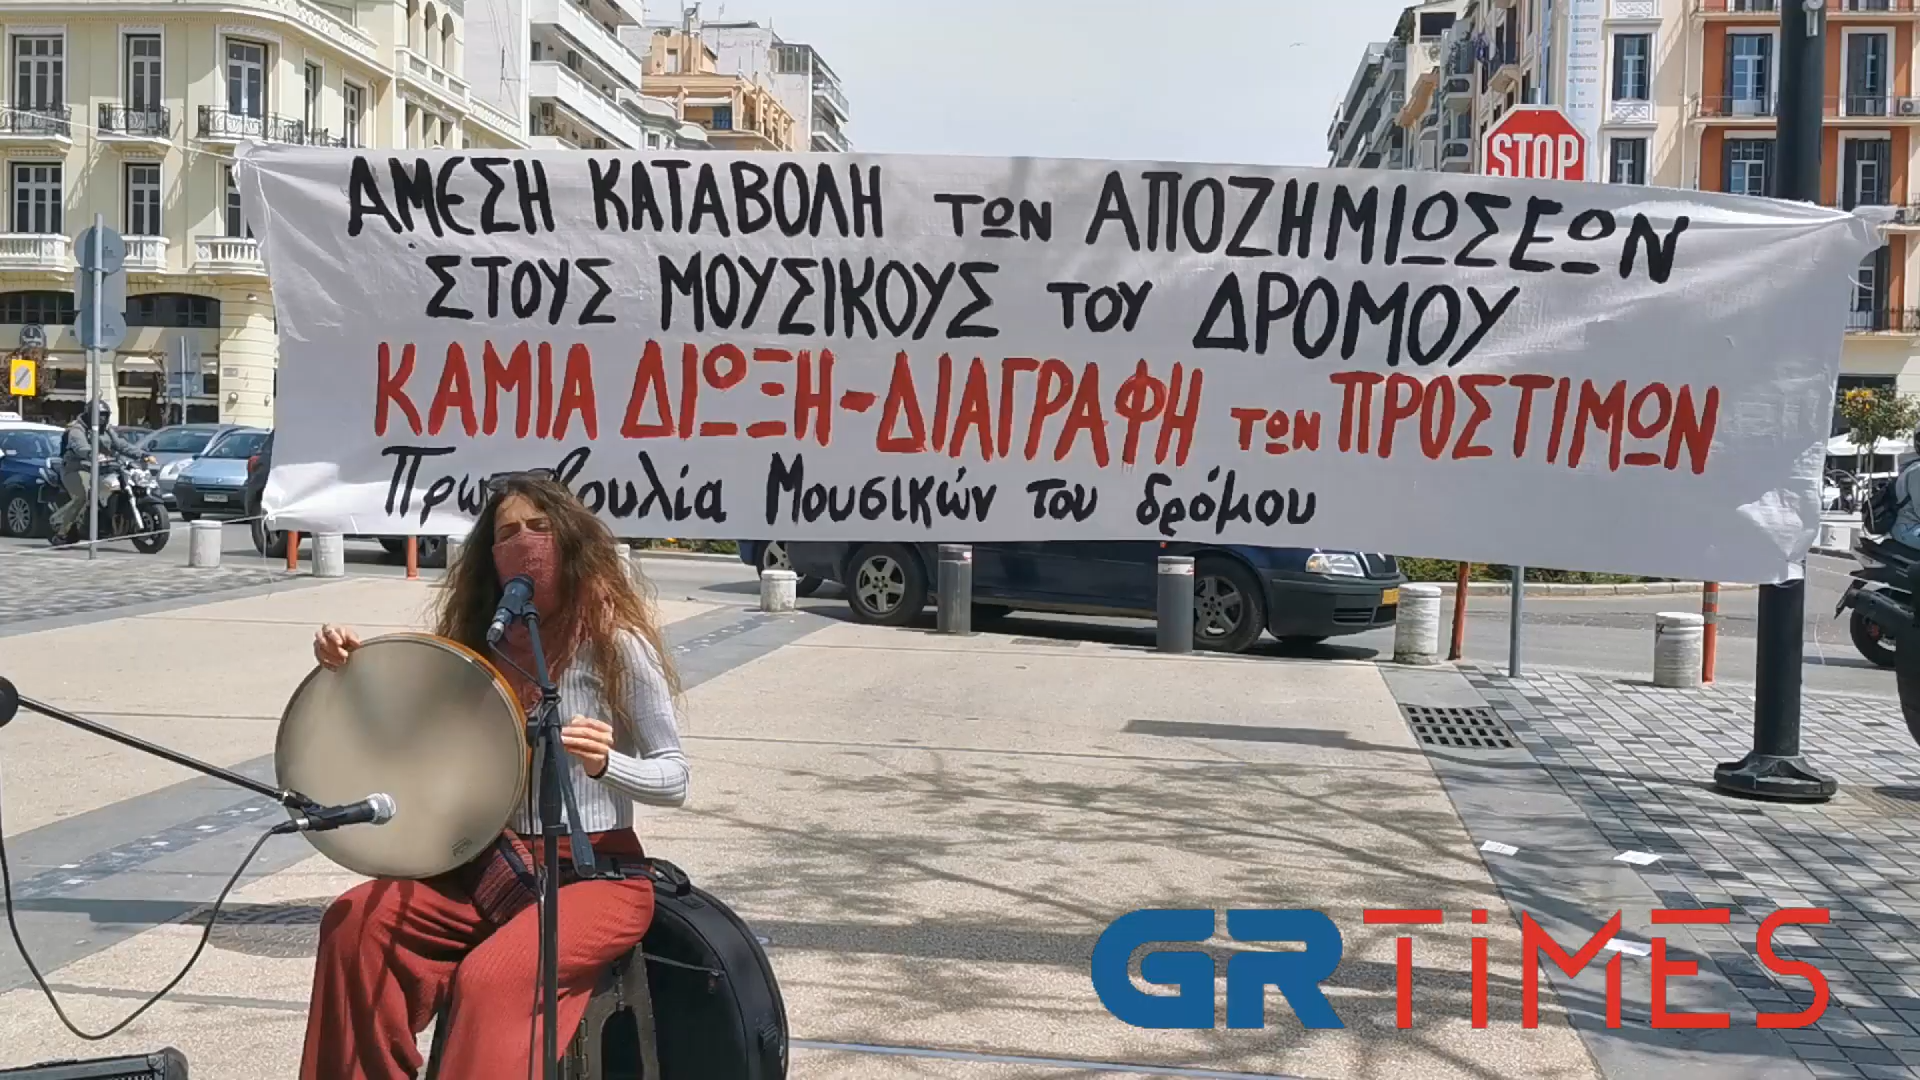 ΑΜΕΣΗ ΚΑΤΑΒΟΛΗ ΤΩΝ ΑΠΟΖΗΜΙΩΣΕΩΝ
ΣΤΟΥΣ ΜΟΥΣΙΚΟΥΣ ΤΟΥ ΔΡΟΜΟΥ
ΚΑΜΙΑ ΔΙΩΞΗ-ΔΙΑΓΡΑΦΗ ΤΩΝ ΠΡΟΣΤΙΜΩΝ
Μουσικών του δρόμου
STOP
GRTiMES